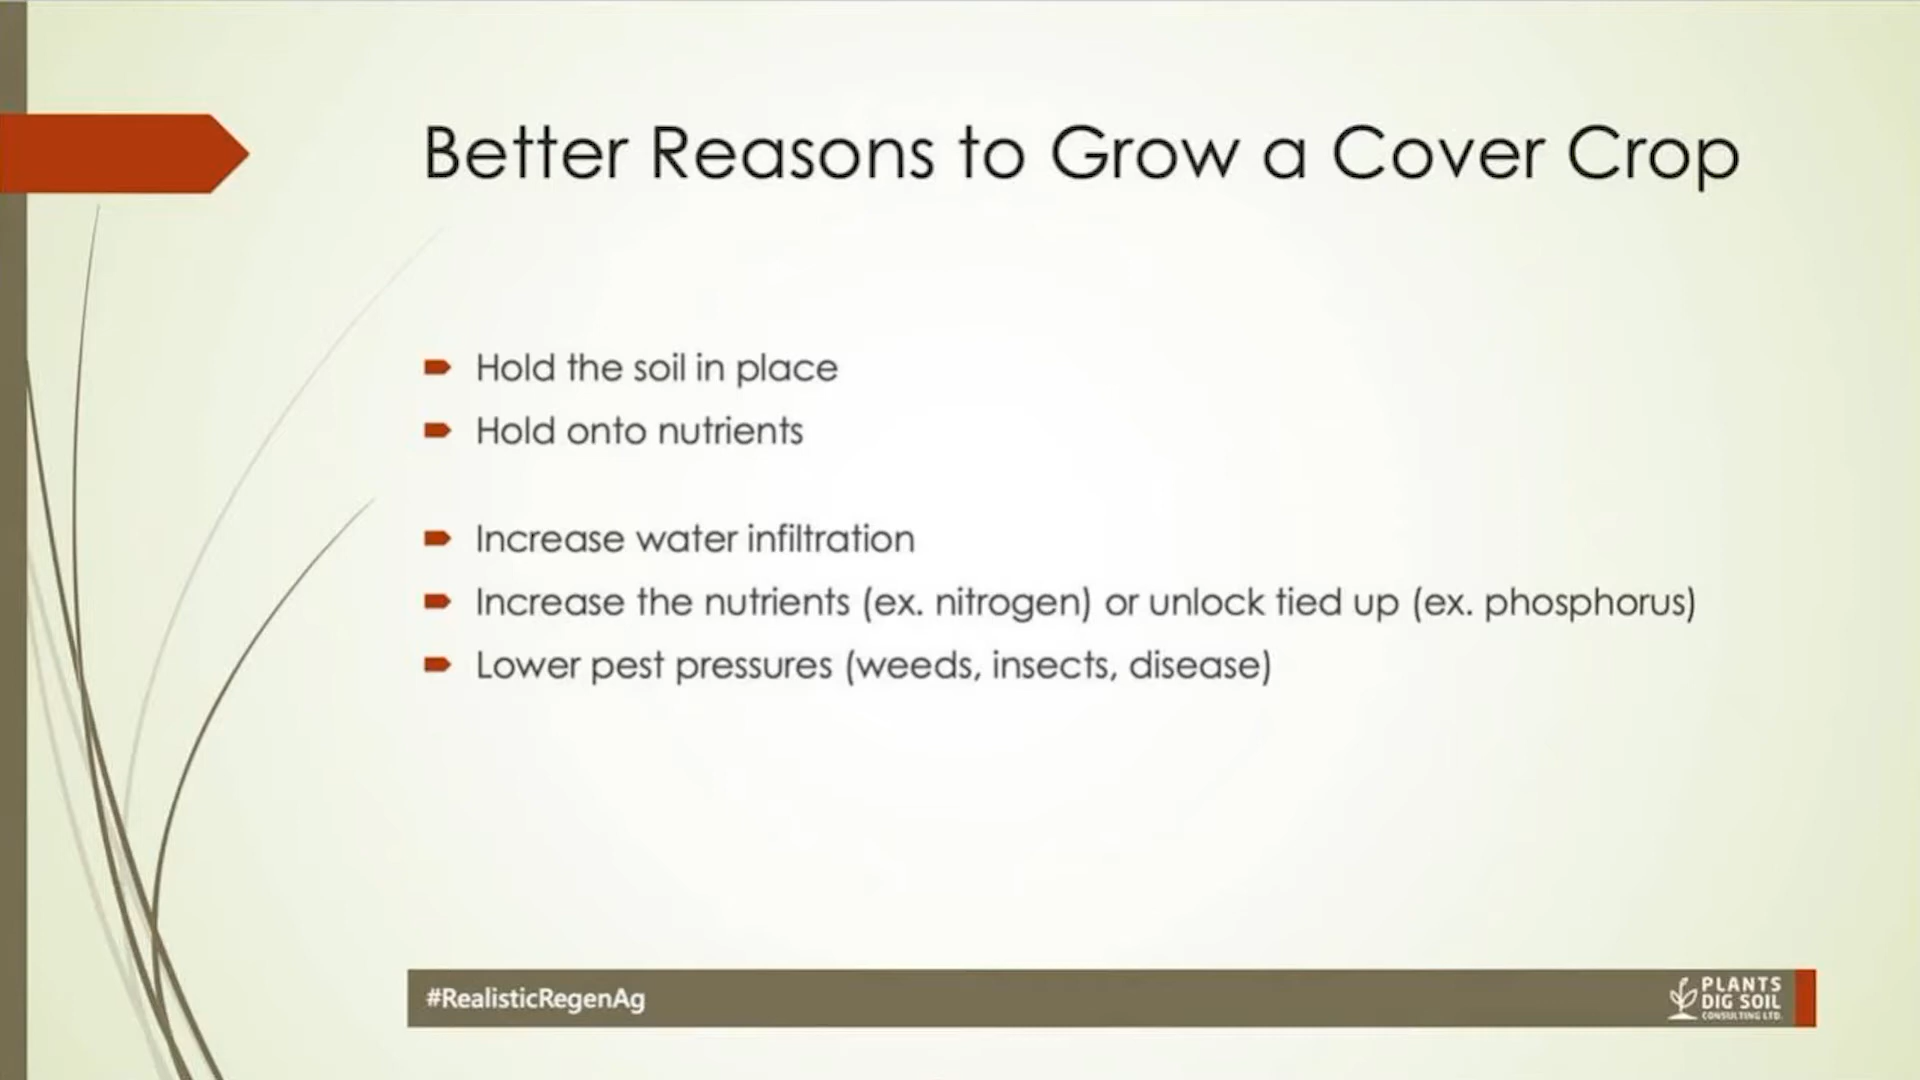 Better Reasons to Grow a Cover Crop
Hold the soil in place
Hold onto nutrients
Increase water infiltration
Increase the nutrients (ex. nitrogen) or unlock tied up (ex. phosphorus)
Lower pest pressures (weeds, insects, disease)
#RealisticRegenAg
PLANTS
DIG SOIL
CONSULTING LTD.